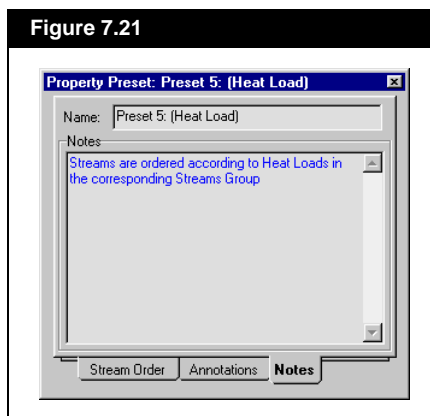 Figure 7.21
Property Preset: Preset 5: (Heat Load)
Name: Preset 5: (Heat Load)
Notes
Streams are ordered according to Heat Loads in
the corresponding Streams Group
Stream Order Annotations Notes